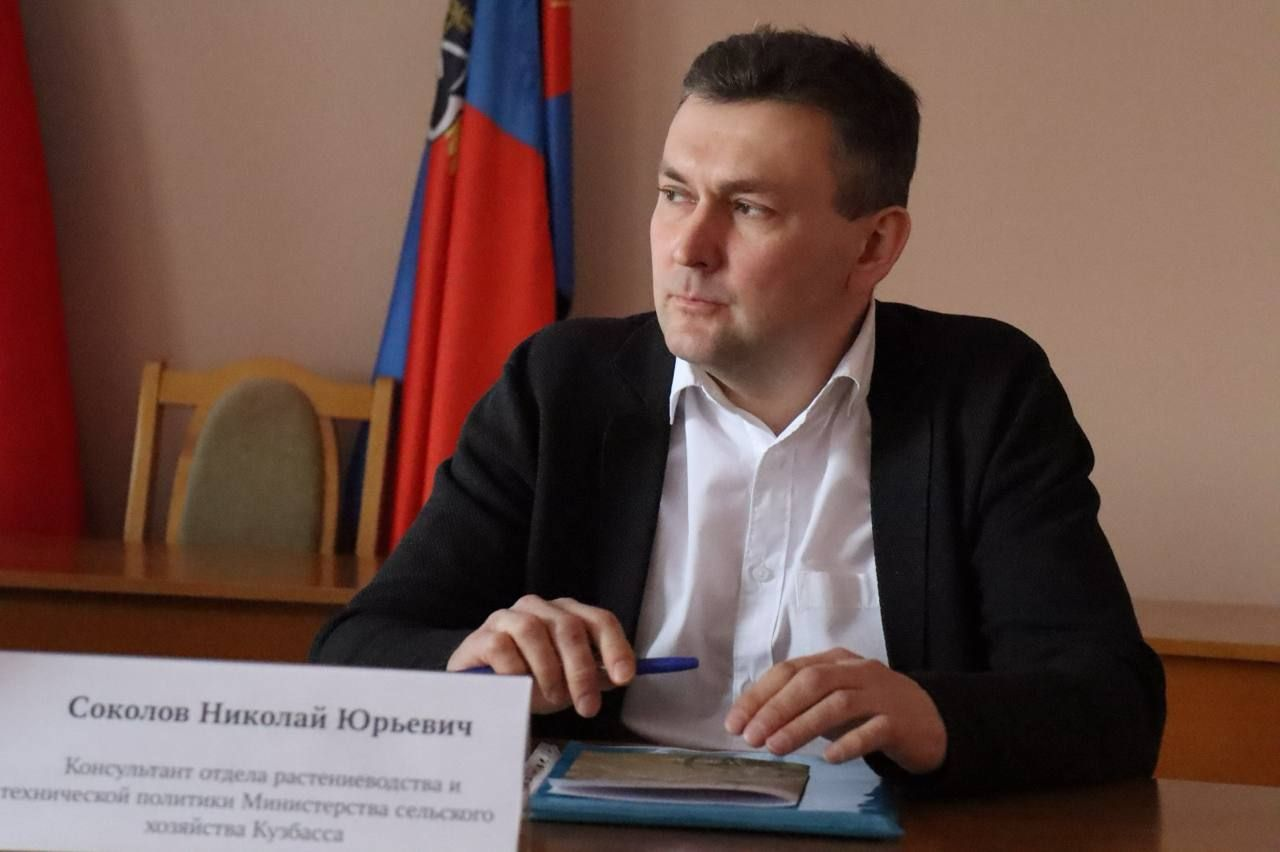 Соколов Николай Юрьевич
Консультант отдела растениеводства и
технической политики Министерства сельского
хозяйства Кузбасса